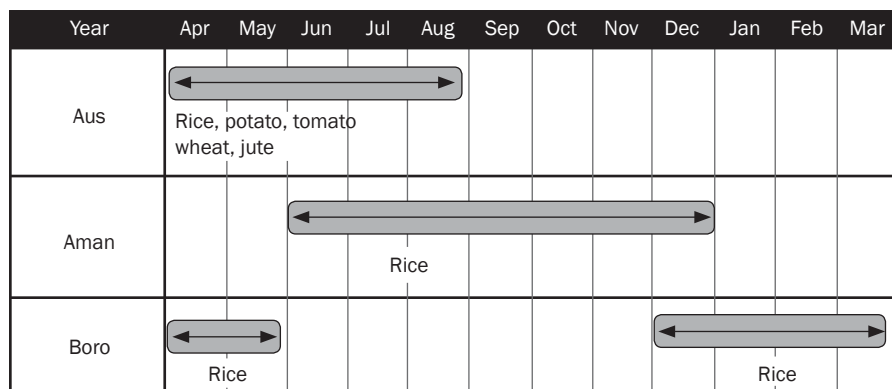 Year Apr May Jun Jul Aug Sep Oct Nov Dec Jan Feb Mar
Aus
Rice, potato, tomato
wheat, jute
Aman
Rice
Boro
Rice Rice